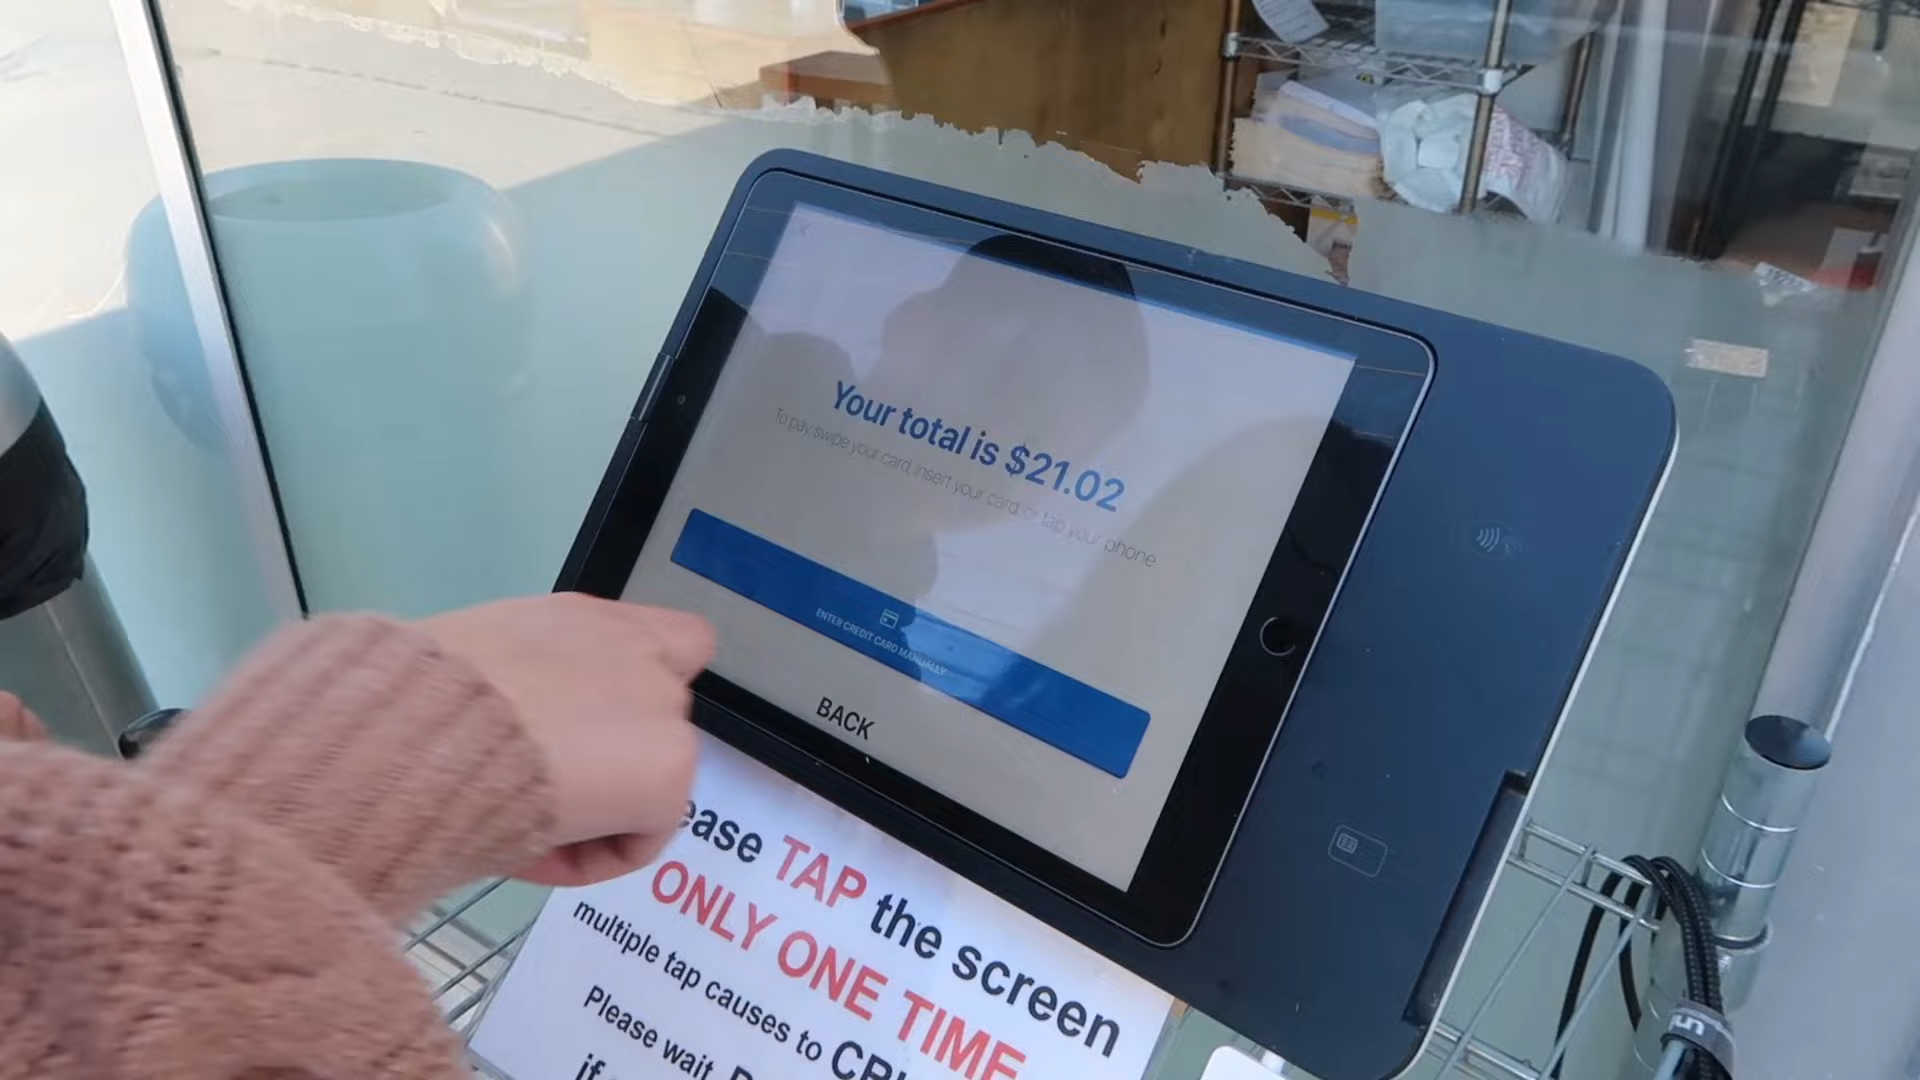 Your total is $21.02
To pay, swipe your card, insert your card, or tap your phone
ENTER CREDIT CARD MANUALLY
BACK
ease TAP the screen
ONLY ONE TIME
multiple tap causes to
Please wait.
if